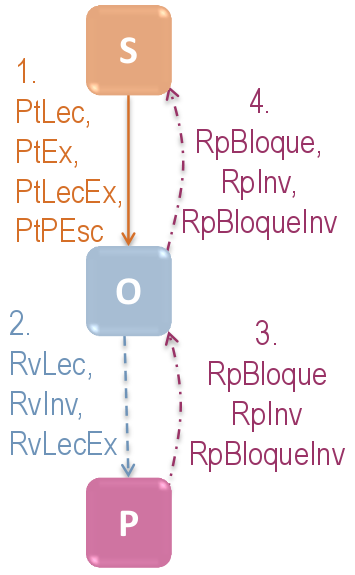 S
1.
PtLec,
PtEx,
PtLecEx,
PtPEsc
4.
RpBloque,
RpInv,
RpBloqueInv
O
2.
RvLec,
RvInv,
RvLecEx
3.
RpBloque
RpInv
RpBloqueInv
P